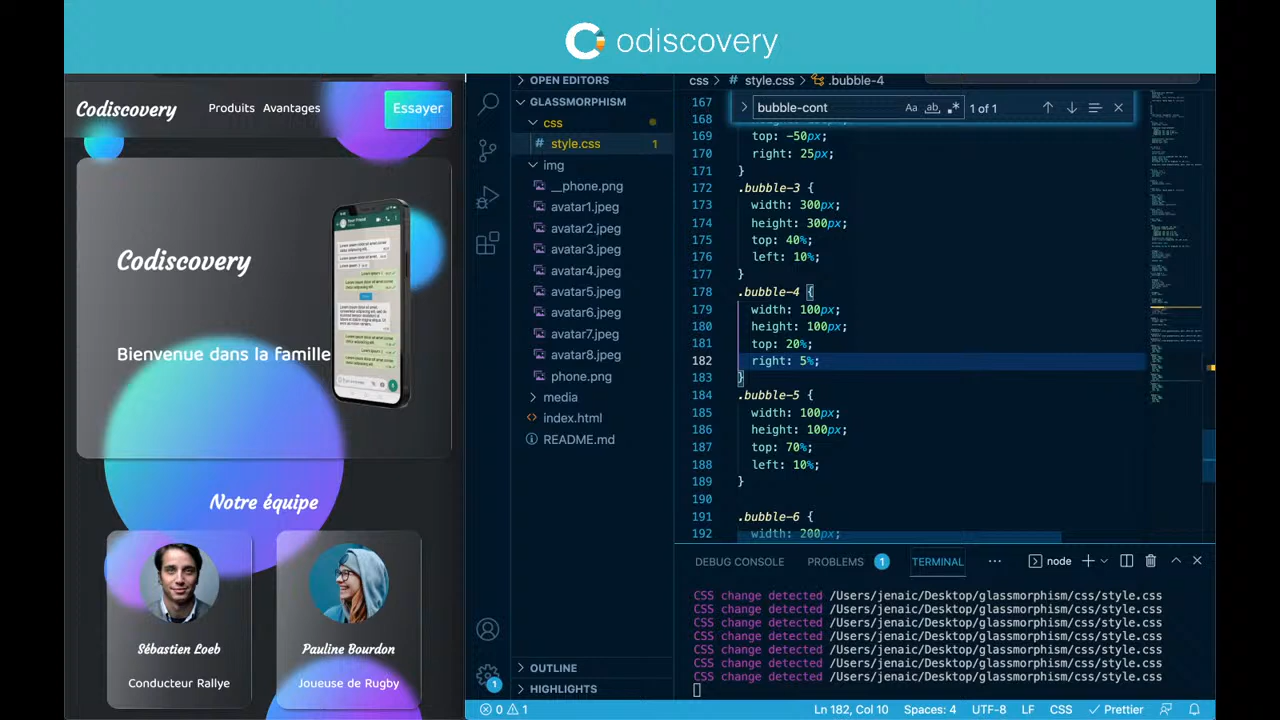 odiscovery
Codiscovery
Produits
Avantages
Essayer
Codiscovery
Bienvenue dans la famille
Notre équipe
Sébastien Loeb
Conducteur Rallye
Pauline Bourdon
Joueuse de Rugby
OPEN EDITORS
GLASSMORPHISM
css
# style.css 1
img
__phone.png
avatar1.jpeg
avatar2.jpeg
avatar3.jpeg
avatar4.jpeg
avatar5.jpeg
avatar6.jpeg
avatar7.jpeg
avatar8.jpeg
phone.png
media
<> index.html
README.md
OUTLINE
HIGHLIGHTS
1
css > # style.css > .bubble-4
bubble-cont Aa ab .* 1 of 1
167
168
169 top: -50px;
170 right: 25px;
171 }
172 .bubble-3 {
173 width: 300px;
174 height: 300px;
175 top: 40%;
176 left: 10%;
177 }
178 .bubble-4 {
179 width: 100px;
180 height: 100px;
181 top: 20%;
182 right: 5%;
183 }
184 .bubble-5 {
185 width: 100px;
186 height: 100px;
187 top: 70%;
188 left: 10%;
189 }
190
191 .bubble-6 {
192 width: 200px;
DEBUG CONSOLE PROBLEMS 1 TERMINAL ... node
CSS change detected /Users/jenaic/Desktop/glassmorphism/css/style.css
CSS change detected /Users/jenaic/Desktop/glassmorphism/css/style.css
CSS change detected /Users/jenaic/Desktop/glassmorphism/css/style.css
CSS change detected /Users/jenaic/Desktop/glassmorphism/css/style.css
CSS change detected /Users/jenaic/Desktop/glassmorphism/css/style.css
CSS change detected /Users/jenaic/Desktop/glassmorphism/css/style.css
CSS change detected /Users/jenaic/Desktop/glassmorphism/css/style.css
0 1 Ln 182, Col 10 Spaces: 4 UTF-8 LF CSS Prettier